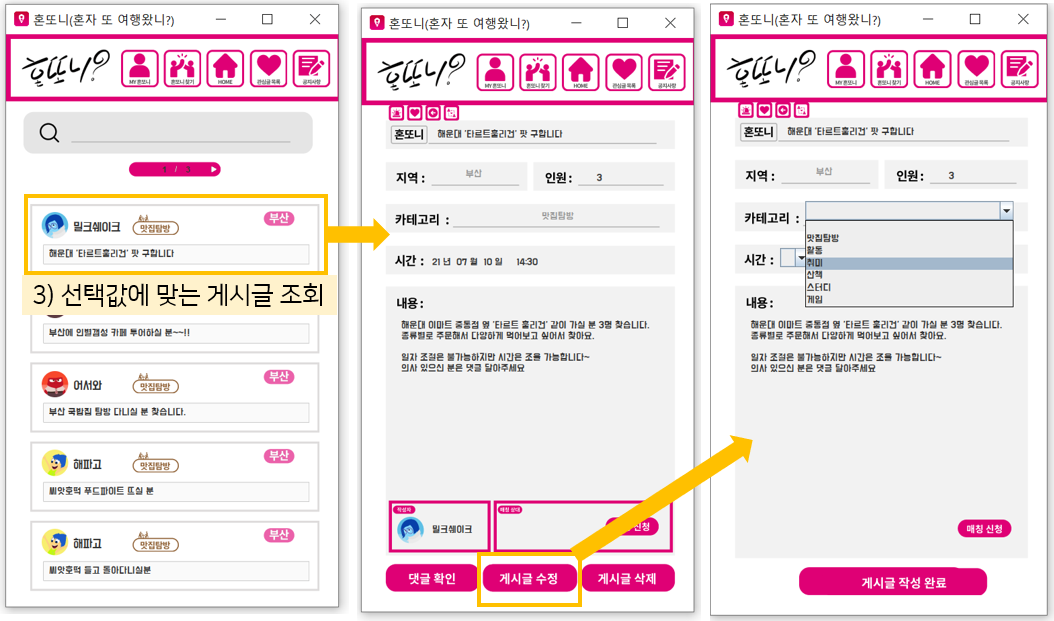 혼또니(혼자 또 여행왔니?)
혼또니?
MY 혼또니
혼또니 찾기
HOME
관심글 목록
공지사항
1 / 3
밀크쉐이크
맛집탐방
부산
해운대 '타르트홀리건' 팟 구합니다
3) 선택값에 맞는 게시글 조회
부산에 인별갬성 카페 투어하실 분~~!!
어서와
맛집탐방
부산
부산 국밥집 탐방 다니실 분 찾습니다.
해파고
맛집탐방
부산
씨앗호떡 푸드파이트 뜨실 분
해파고
맛집탐방
부산
씨앗호떡 들고 돌아다니실분
혼또니(혼자 또 여행왔니?)
혼또니?
MY 혼또니
혼또니 찾기
HOME
관심글 목록
공지사항
혼또니
해운대 '타르트홀리건' 팟 구합니다
지역 : 부산
인원 : 3
카테고리 : 맛집탐방
시간 : 21 년 07 월 10 일 14:30
내용 :
해운대 이마트 중동점 옆 '타르트 홀리건' 같이 가실 분 3명 찾습니다.
종류별로 주문해서 다양하게 먹어보고 싶어서 찾아요.
일자 조절은 불가능하지만 시간은 조율 가능합니다~
의사 있으신 분은 댓글 달아주세요
작성자
밀크쉐이크
매칭 상대
신청
댓글 확인
게시글 수정
게시글 삭제
혼또니(혼자 또 여행왔니?)
혼또니?
MY 혼또니
혼또니 찾기
HOME
관심글 목록
공지사항
혼또니
해운대 '타르트홀리건' 팟 구합니다
지역 : 부산
인원 : 3
카테고리 :
맛집탐방
활동
취미
산책
스터디
게임
시간 :
내용 :
해운대 이마트 중동점 옆 '타르트 홀리건' 같이 가실 분 3명 찾습니다.
종류별로 주문해서 다양하게 먹어보고 싶어서 찾아요.
일자 조절은 불가능하지만 시간은 조율 가능합니다~
의사 있으신 분은 댓글 달아주세요
매칭 신청
게시글 작성 완료